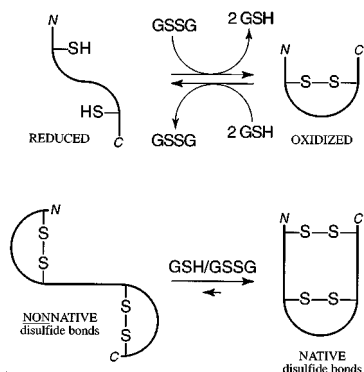 N
SH
HS
C
REDUCED
GSSG 2 GSH
GSSG 2 GSH
N C
S S
OXIDIZED
N
S
S
S
S
C
NONNATIVE
disulfide bonds
GSH/GSSG
N C
S S
S S
NATIVE
disulfide bonds